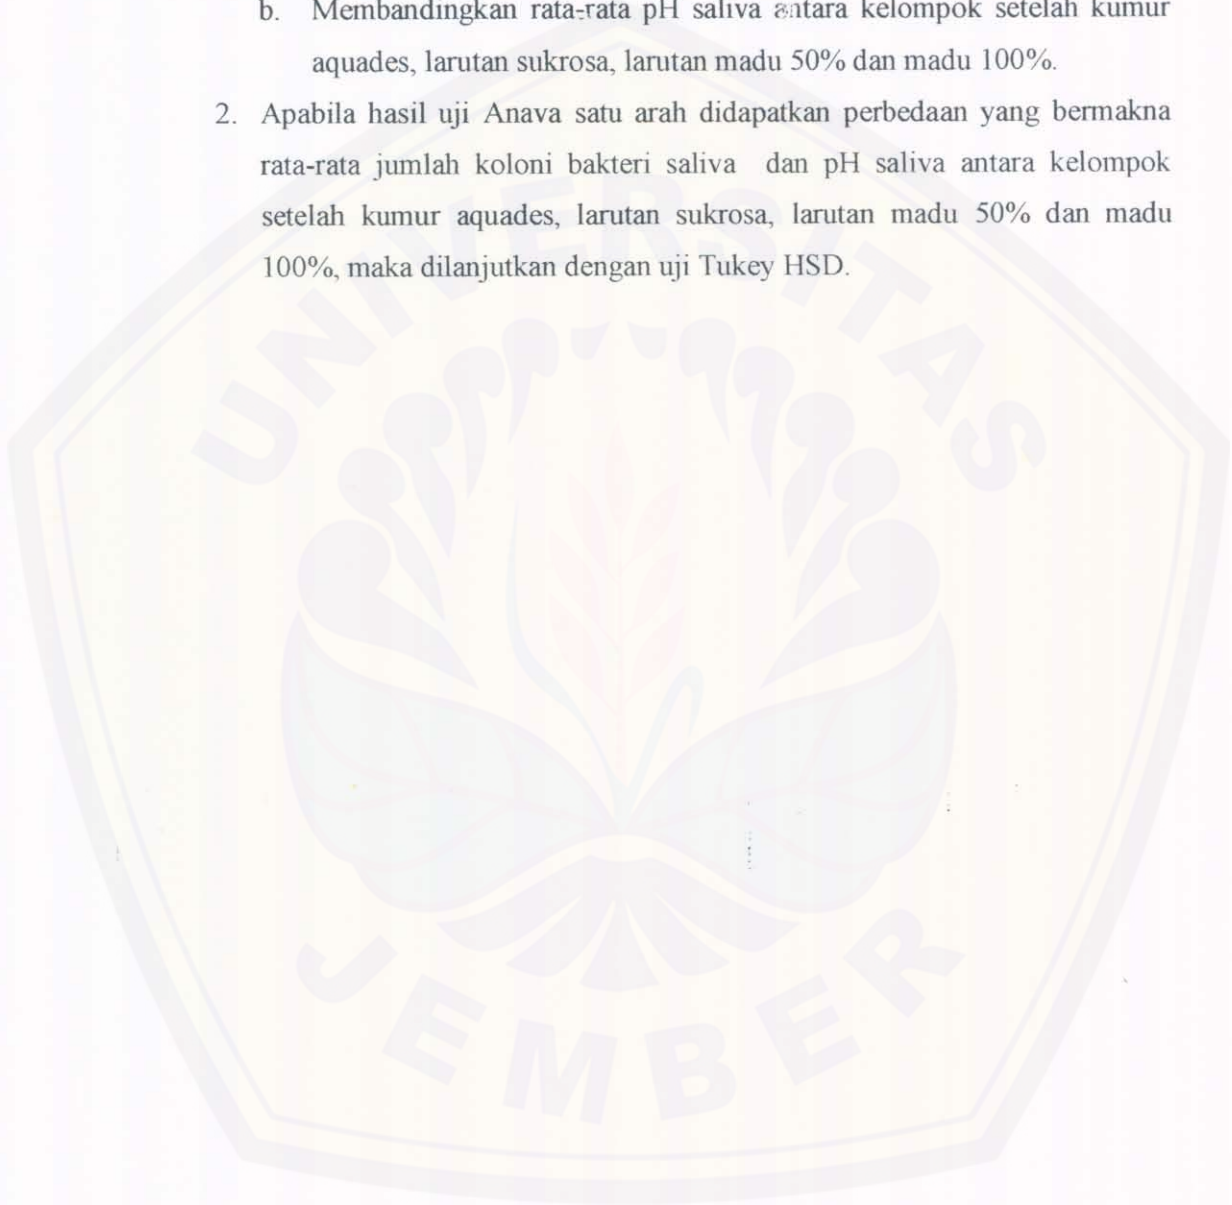 b. Membandingkan rata-rata pH saliva antara kelompok setelah kumur
aquades, larutan sukrosa, larutan madu 50% dan madu 100%.
2. Apabila hasil uji Anava satu arah didapatkan perbedaan yang bermakna
rata-rata jumlah koloni bakteri saliva dan pH saliva antara kelompok
setelah kumur aquades, larutan sukrosa, larutan madu 50% dan madu
100%, maka dilanjutkan dengan uji Tukey HSD.
UNIVERSITAS
JEMBER